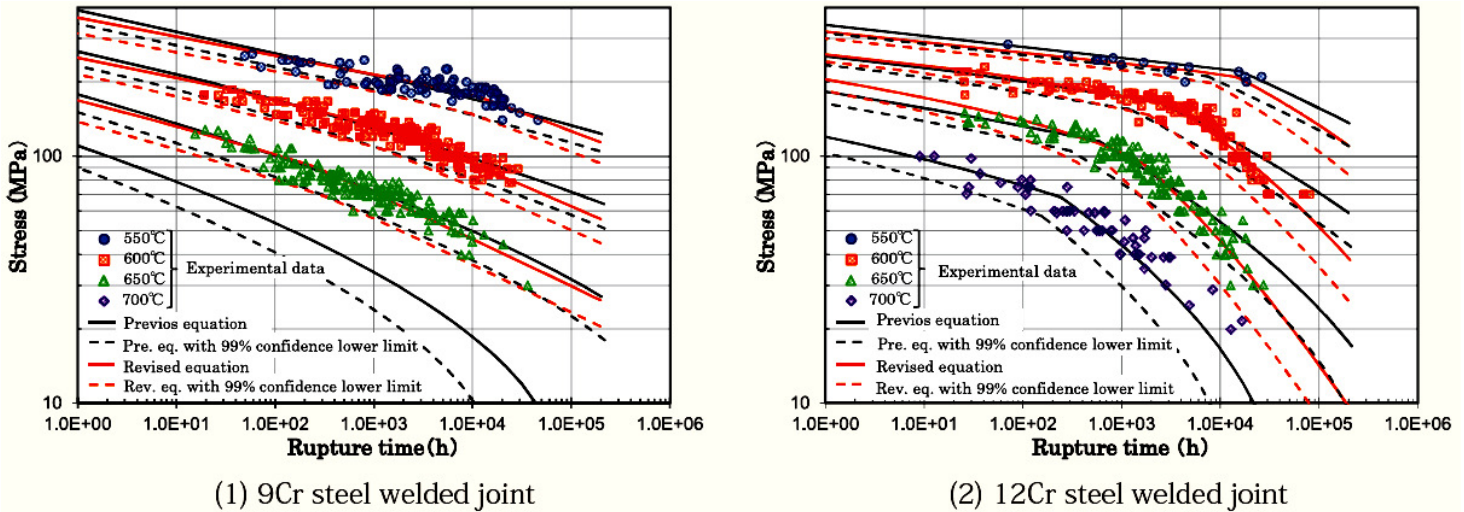 Stress (MPa)
100
10
550℃
600℃
650℃
700℃
Experimental data
Previos equation
Pre. eq. with 99% confidence lower limit
Revised equation
Rev. eq. with 99% confidence lower limit
1.0E+00 1.0E+01 1.0E+02 1.0E+03 1.0E+04 1.0E+05 1.0E+06
Rupture time(h)
(1) 9Cr steel welded joint
Stress (MPa)
100
10
550℃
600℃
650℃
700℃
Experimental data
Previos equation
Pre. eq. with 99% confidence lower limit
Revised equation
Rev. eq. with 99% confidence lower limit
1.0E+00 1.0E+01 1.0E+02 1.0E+03 1.0E+04 1.0E+05 1.0E+06
Rupture time (h)
(2) 12Cr steel welded joint